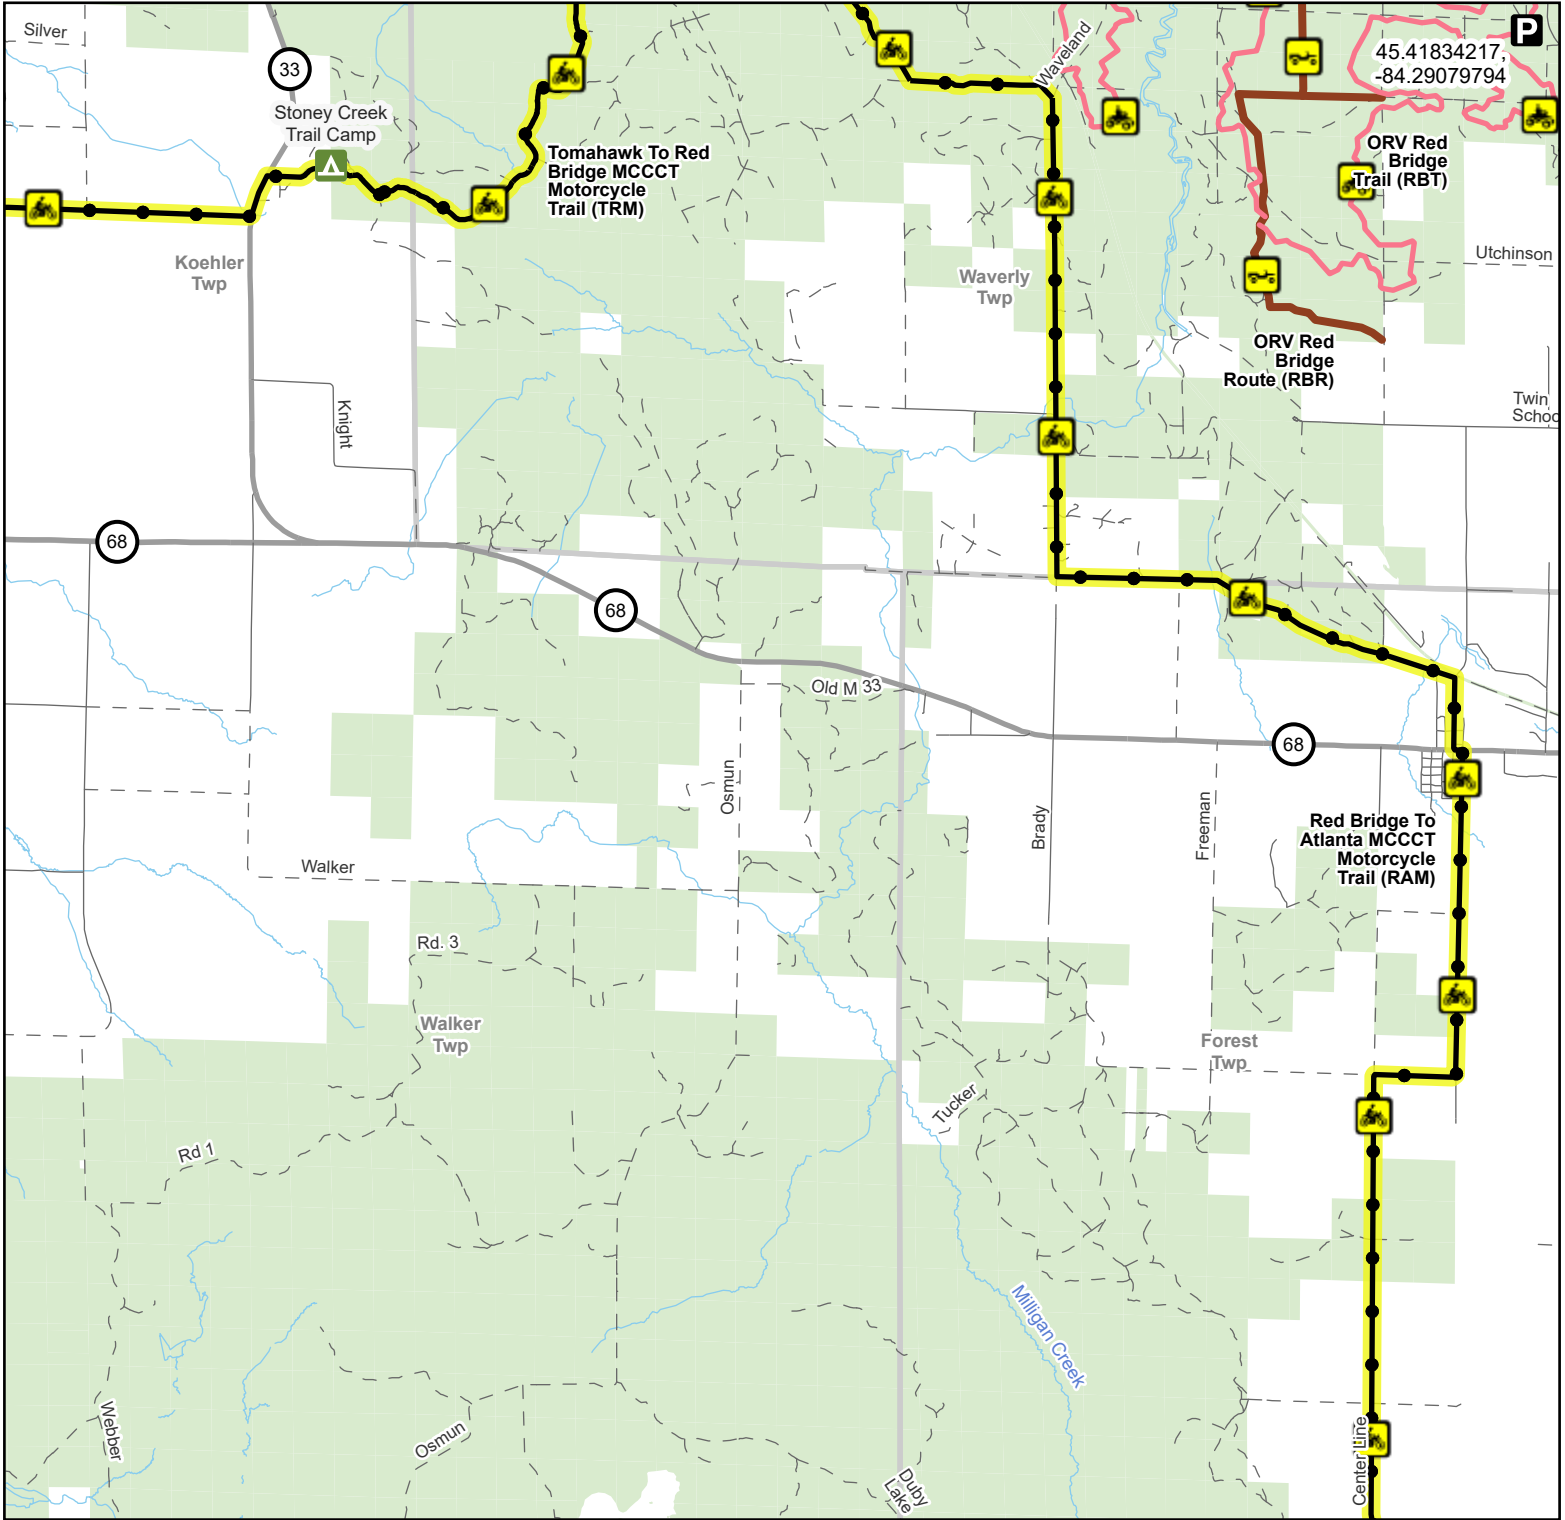 Silver
33
Stoney Creek
Trail Camp
Waveland
P
45.41834217,
-84.29079794
Tomahawk To Red
Bridge MCCCT
Motorcycle
Trail (TRM)
ORV Red
Bridge
Trail (RBT)
Koehler
Twp
Waverly
Twp
Utchinson
ORV Red
Bridge
Route (RBR)
Knight
Twin
Schoo
68
68
Old M 33
68
Osmun
Brady
Freeman
Red Bridge To
Atlanta MCCCT
Motorcycle
Trail (RAM)
Walker
Rd. 3
Walker
Twp
Forest
Twp
Tucker
Rd 1
Milligan Creek
Webber
Osmun
Duby
Lake
Center Line